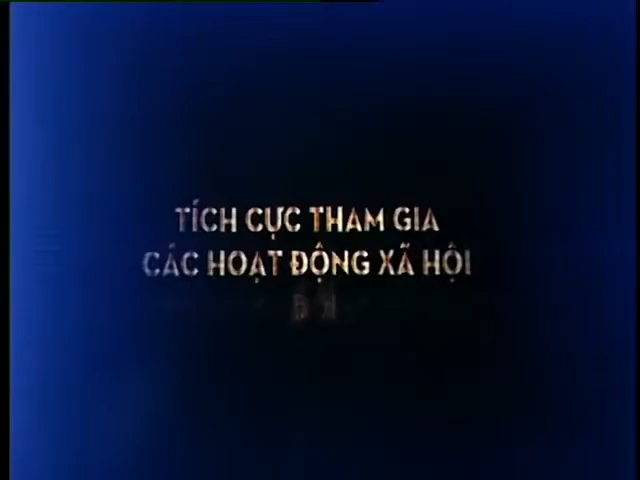 TÍCH CỰC THAM GIA
CÁC HOẠT ĐỘNG XÃ HỘI